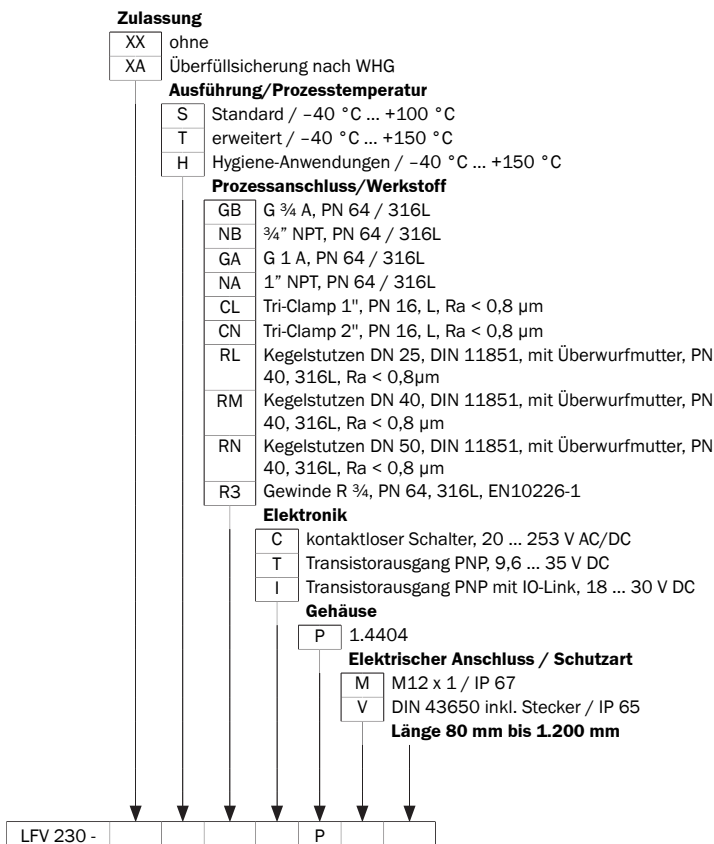 Zulassung
XX ohne
XA Überfüllsicherung nach WHG
Ausführung/Prozesstemperatur
S Standard / –40 °C ... +100 °C
T erweitert / –40 °C ... +150 °C
H Hygiene-Anwendungen / –40 °C ... +150 °C
Prozessanschluss/Werkstoff
GB G ¾ A, PN 64 / 316L
NB ¾” NPT, PN 64 / 316L
GA G 1 A, PN 64 / 316L
NA 1” NPT, PN 64 / 316L
CL Tri-Clamp 1", PN 16, L, Ra < 0,8 µm
CN Tri-Clamp 2", PN 16, L, Ra < 0,8 µm
RL Kegelstutzen DN 25, DIN 11851, mit Überwurfmutter, PN
40, 316L, Ra < 0,8µm
RM Kegelstutzen DN 40, DIN 11851, mit Überwurfmutter, PN
40, 316L, Ra < 0,8 µm
RN Kegelstutzen DN 50, DIN 11851, mit Überwurfmutter, PN
40, 316L, Ra < 0,8 µm
R3 Gewinde R ¾, PN 64, 316L, EN10226-1
Elektronik
C kontaktloser Schalter, 20 ... 253 V AC/DC
T Transistorausgang PNP, 9,6 ... 35 V DC
I Transistorausgang PNP mit IO-Link, 18 ... 30 V DC
Gehäuse
P 1.4404
Elektrischer Anschluss / Schutzart
M M12 x 1 / IP 67
V DIN 43650 inkl. Stecker / IP 65
Länge 80 mm bis 1.200 mm
LFV 230 - P